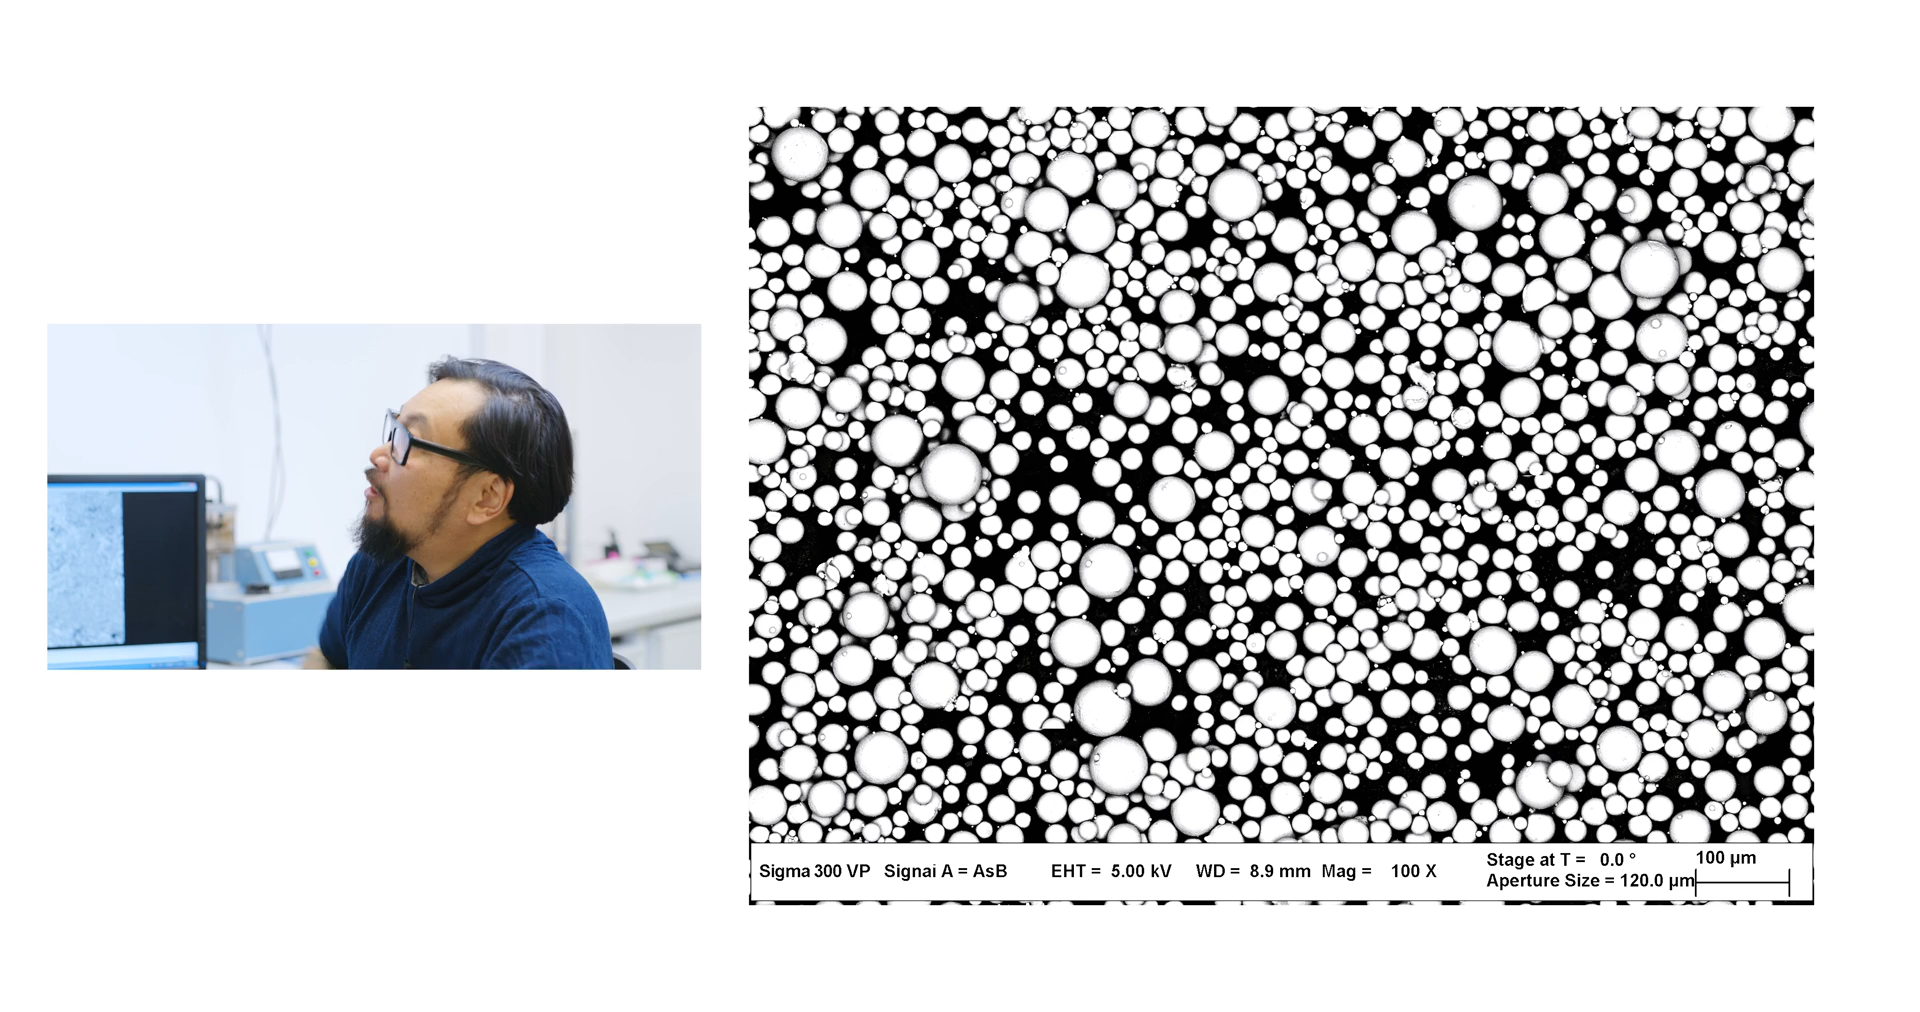 Sigma 300 VP Signai A = AsB EHT = 5.00 kV WD = 8.9 mm Mag = 100 X
Stage at T = 0.0 ° 100 µm
Aperture Size = 120.0 µm